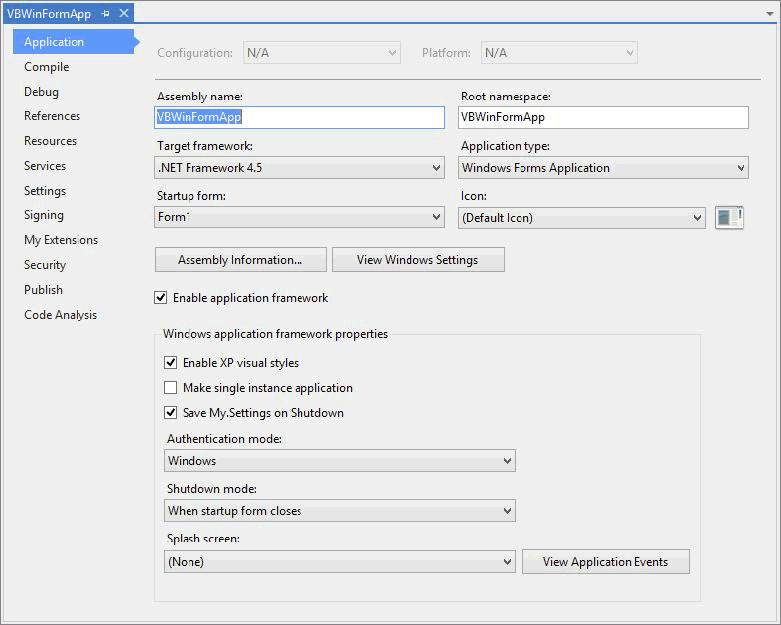 VBWinFormApp
Application
Compile
Debug
References
Resources
Services
Settings
Signing
My Extensions
Security
Publish
Code Analysis
Configuration: N/A Platform: N/A
Assembly name: Root namespace:
VBWinFormApp VBWinFormApp
Target framework: Application type:
.NET Framework 4.5 Windows Forms Application
Startup form: Icon:
Form1 (Default Icon)
Assembly Information... View Windows Settings
Enable application framework
Windows application framework properties
Enable XP visual styles
Make single instance application
Save My.Settings on Shutdown
Authentication mode:
Windows
Shutdown mode:
When startup form closes
Splash screen:
(None) View Application Events